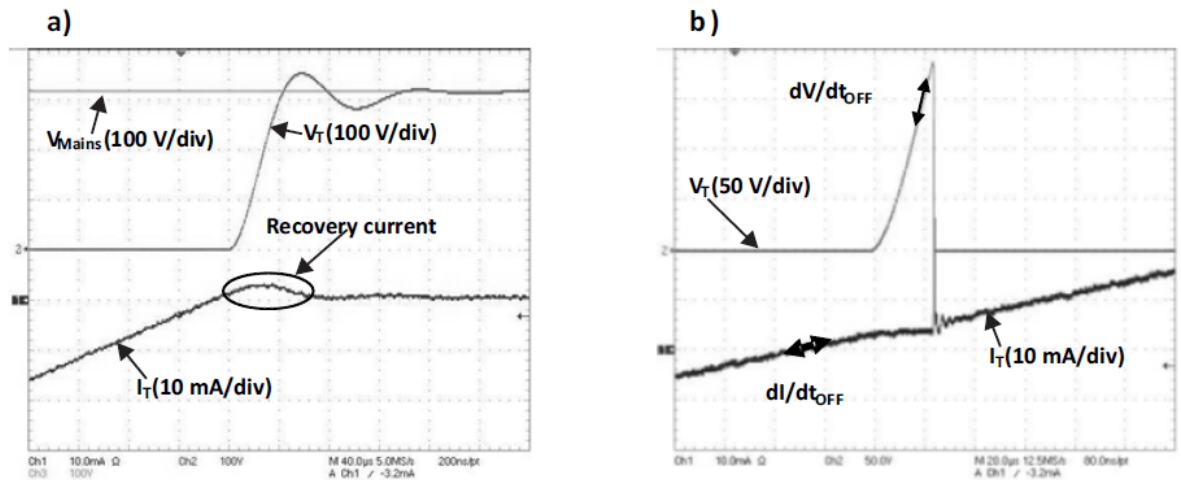 a)
V_Mains(100 V/div)
V_T(100 V/div)
Recovery current
I_T(10 mA/div)
2
Ch1 10.0mA Ω Ch2 100V M 40.0µs 5.0MS/s 200ns/pt
Ch3 100V A Ch1 / -3.2mA
b)
dV/dt_OFF
V_T(50 V/div)
I_T(10 mA/div)
dI/dt_OFF
2
Ch1 10.0mA Ω Ch2 50.0V M 20.0µs 12.5MS/s 80.0ns/pt
A Ch1 / -3.2mA